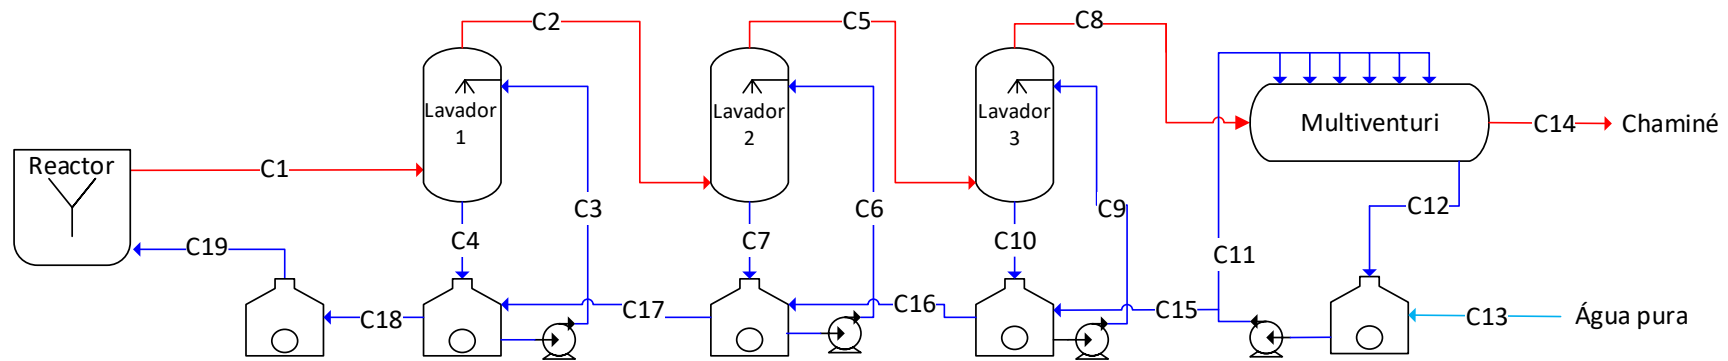 C2
C5
C8
Lavador
1
Lavador
2
Lavador
3
Multiventuri
C14
Chaminé
Reactor
C1
C3
C6
C9
C12
C4
C7
C10
C19
C11
C18
C17
C16
C15
C13
Água pura